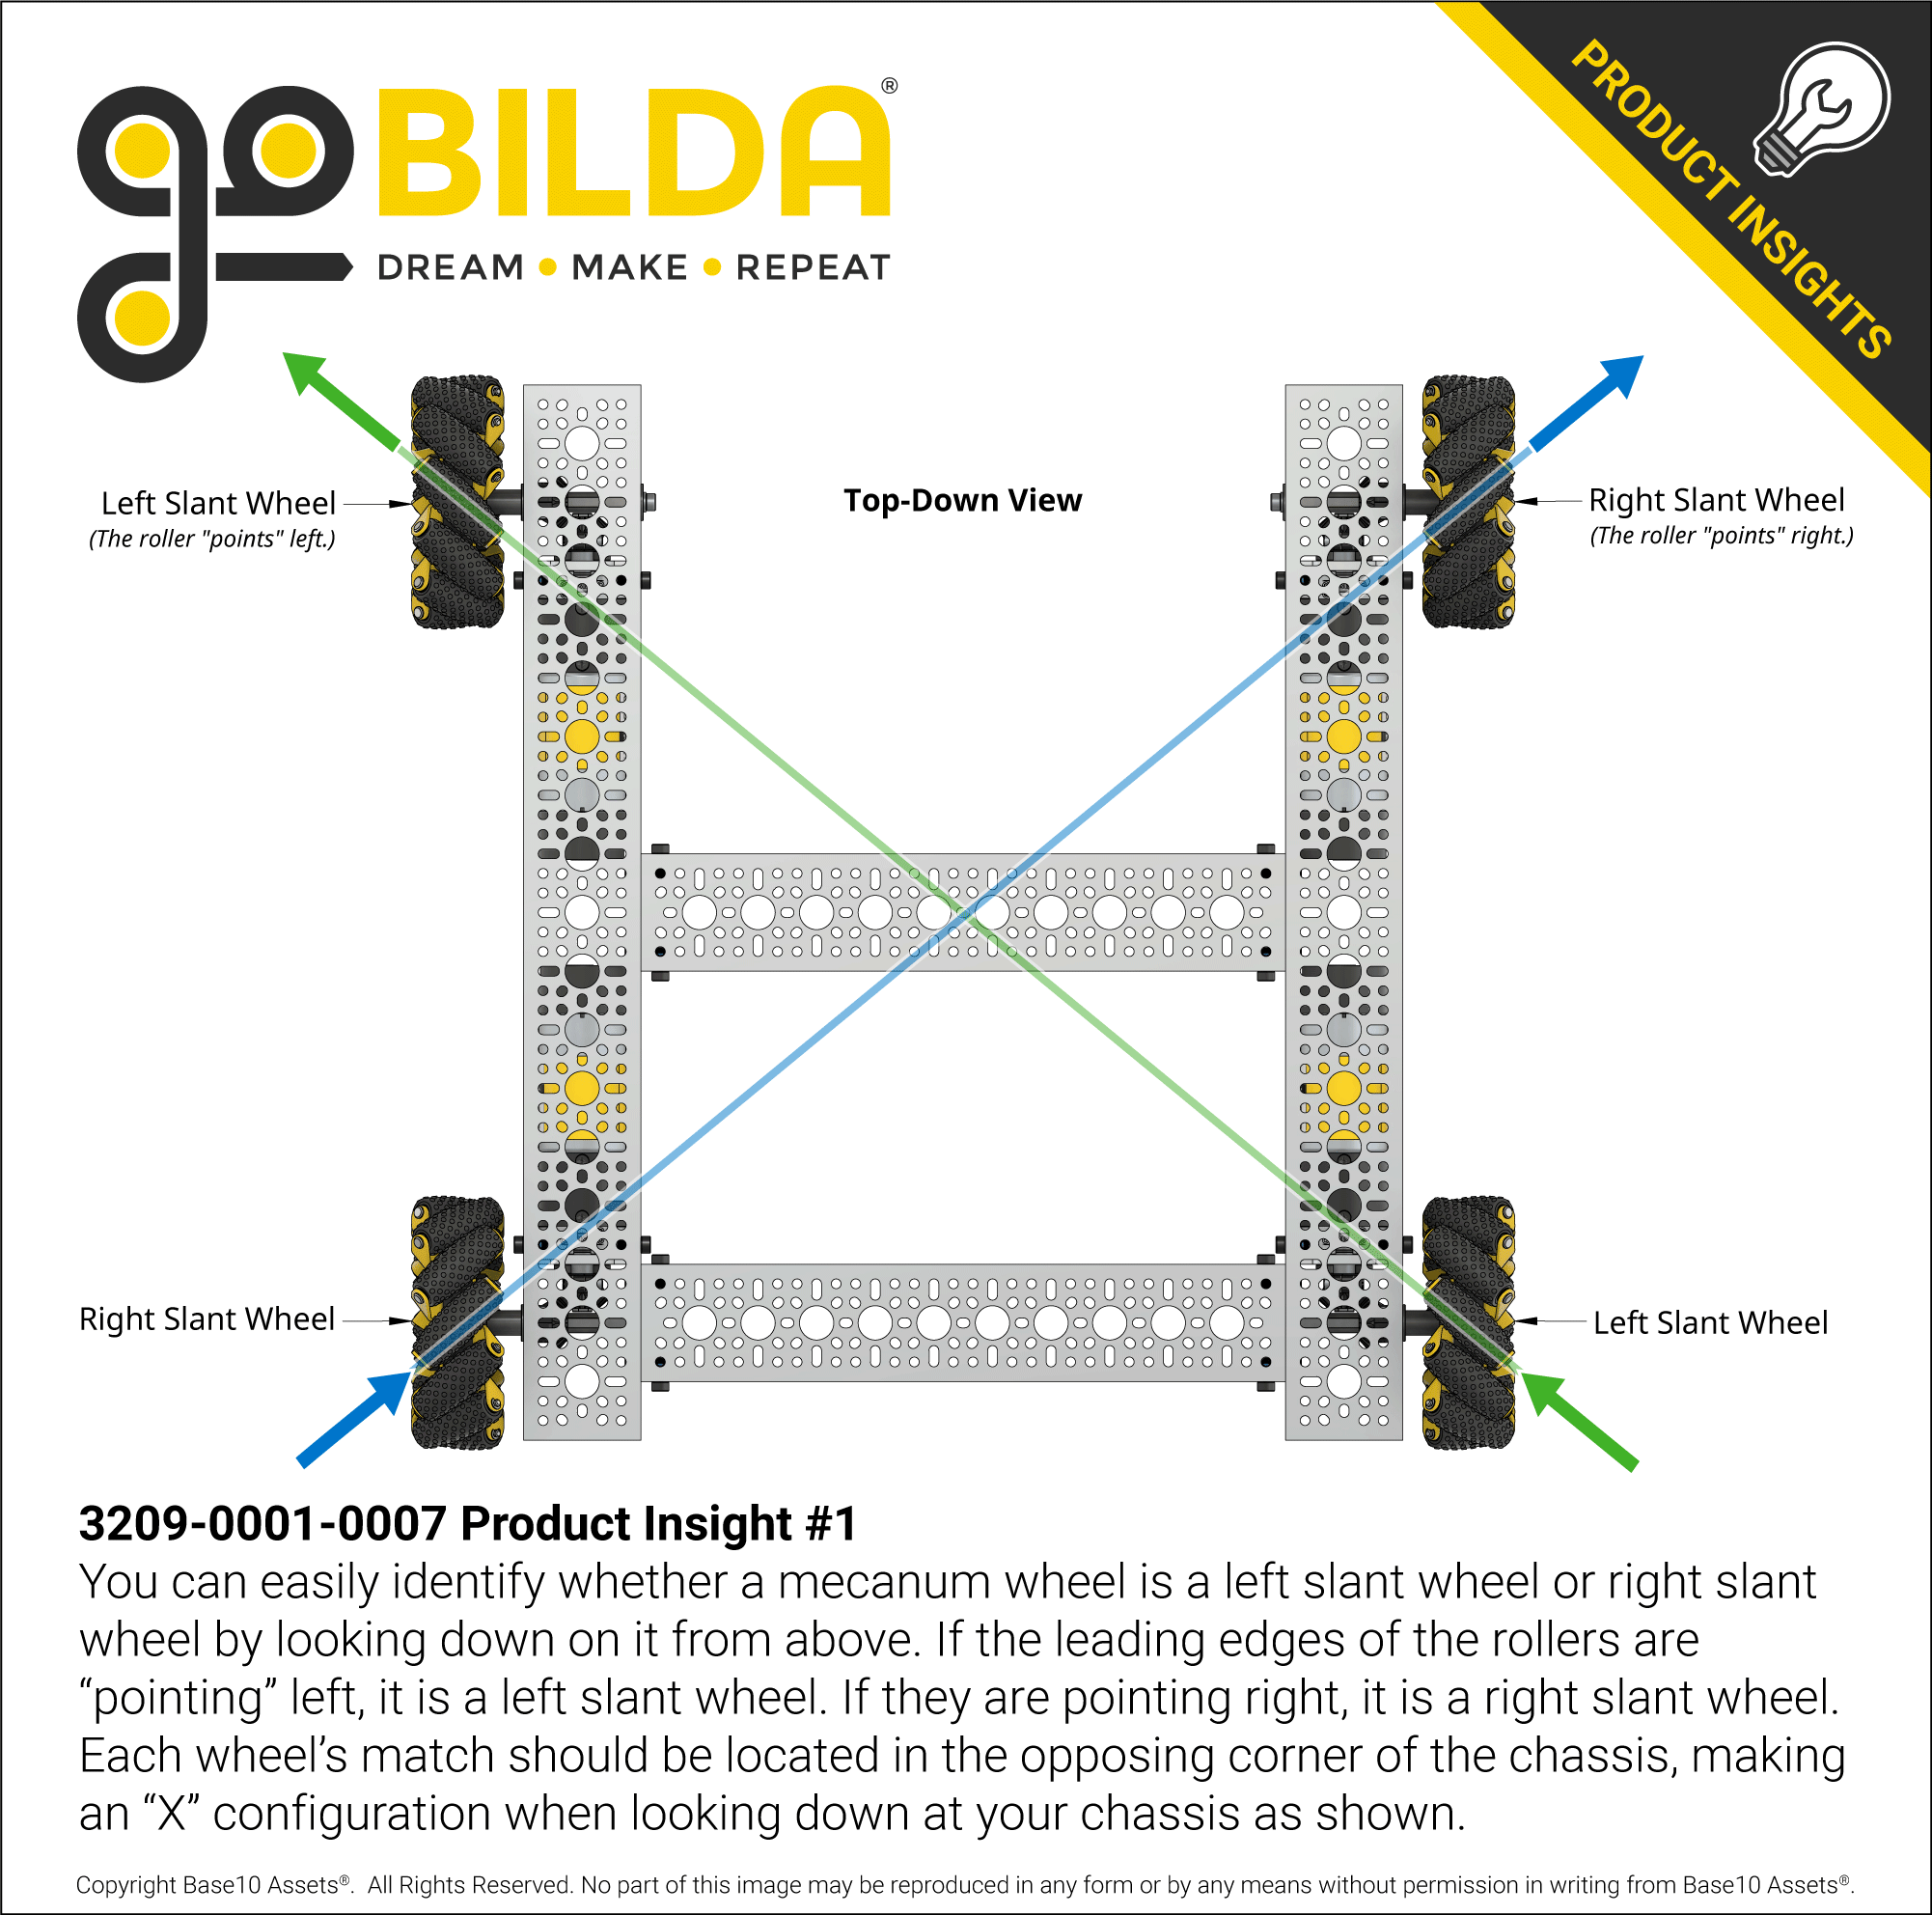 goBILDA®
DREAM • MAKE • REPEAT
PRODUCT INSIGHTS
Top-Down View
Left Slant Wheel
(The roller "points" left.)
Right Slant Wheel
(The roller "points" right.)
Right Slant Wheel
Left Slant Wheel
3209-0001-0007 Product Insight #1
You can easily identify whether a mecanum wheel is a left slant wheel or right slant
wheel by looking down on it from above. If the leading edges of the rollers are
“pointing” left, it is a left slant wheel. If they are pointing right, it is a right slant wheel.
Each wheel’s match should be located in the opposing corner of the chassis, making
an “X” configuration when looking down at your chassis as shown.
Copyright Base10 Assets®. All Rights Reserved. No part of this image may be reproduced in any form or by any means without permission in writing from Base10 Assets®.